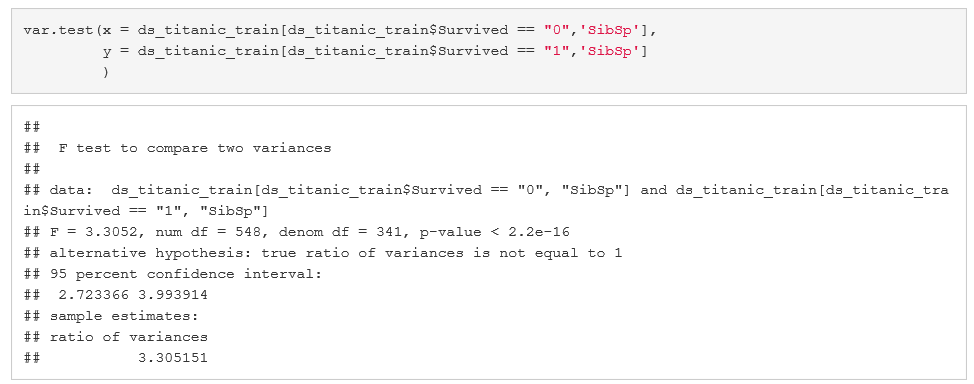 var.test(x = ds_titanic_train[ds_titanic_train$Survived == "0",'SibSp'],
         y = ds_titanic_train[ds_titanic_train$Survived == "1",'SibSp']
         )
##
##  F test to compare two variances
##
## data:  ds_titanic_train[ds_titanic_train$Survived == "0", "SibSp"] and ds_titanic_tra
in$Survived == "1", "SibSp"]
## F = 3.3052, num df = 548, denom df = 341, p-value < 2.2e-16
## alternative hypothesis: true ratio of variances is not equal to 1
## 95 percent confidence interval:
##  2.723366 3.993914
## sample estimates:
## ratio of variances
##           3.305151